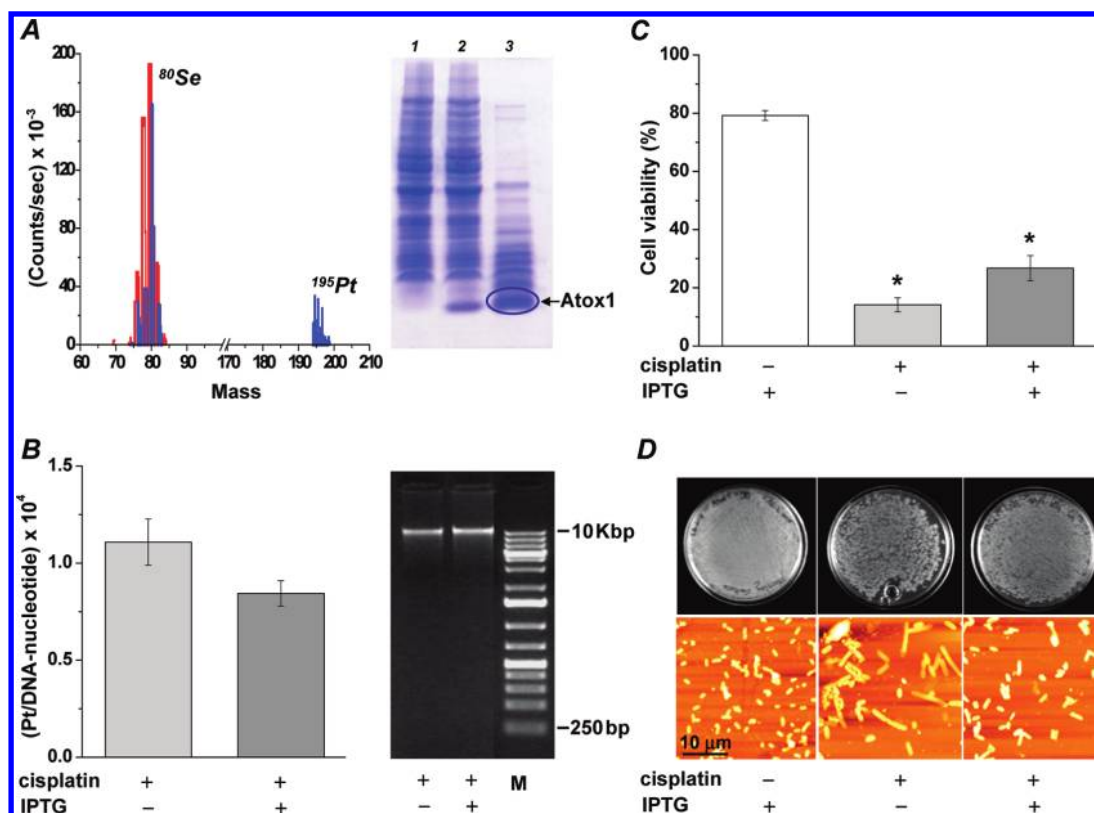 A
200
160
120
80
40
0
(Counts/sec) x 10⁻³
⁸⁰Se
¹⁹⁵Pt
60 70 80 90 170 180 190 200 210
Mass
1 2 3
Atox1
C
100
80
60
40
20
0
Cell viability (%)
*
*
cisplatin – + +
IPTG + – +
B
1.5
1.0
0.5
0.0
(Pt/DNA-nucleotide) x 10⁴
cisplatin + +
IPTG – +
–10Kbp
–250bp
+ + M
– +
D
10 µm
cisplatin – + +
IPTG + – +